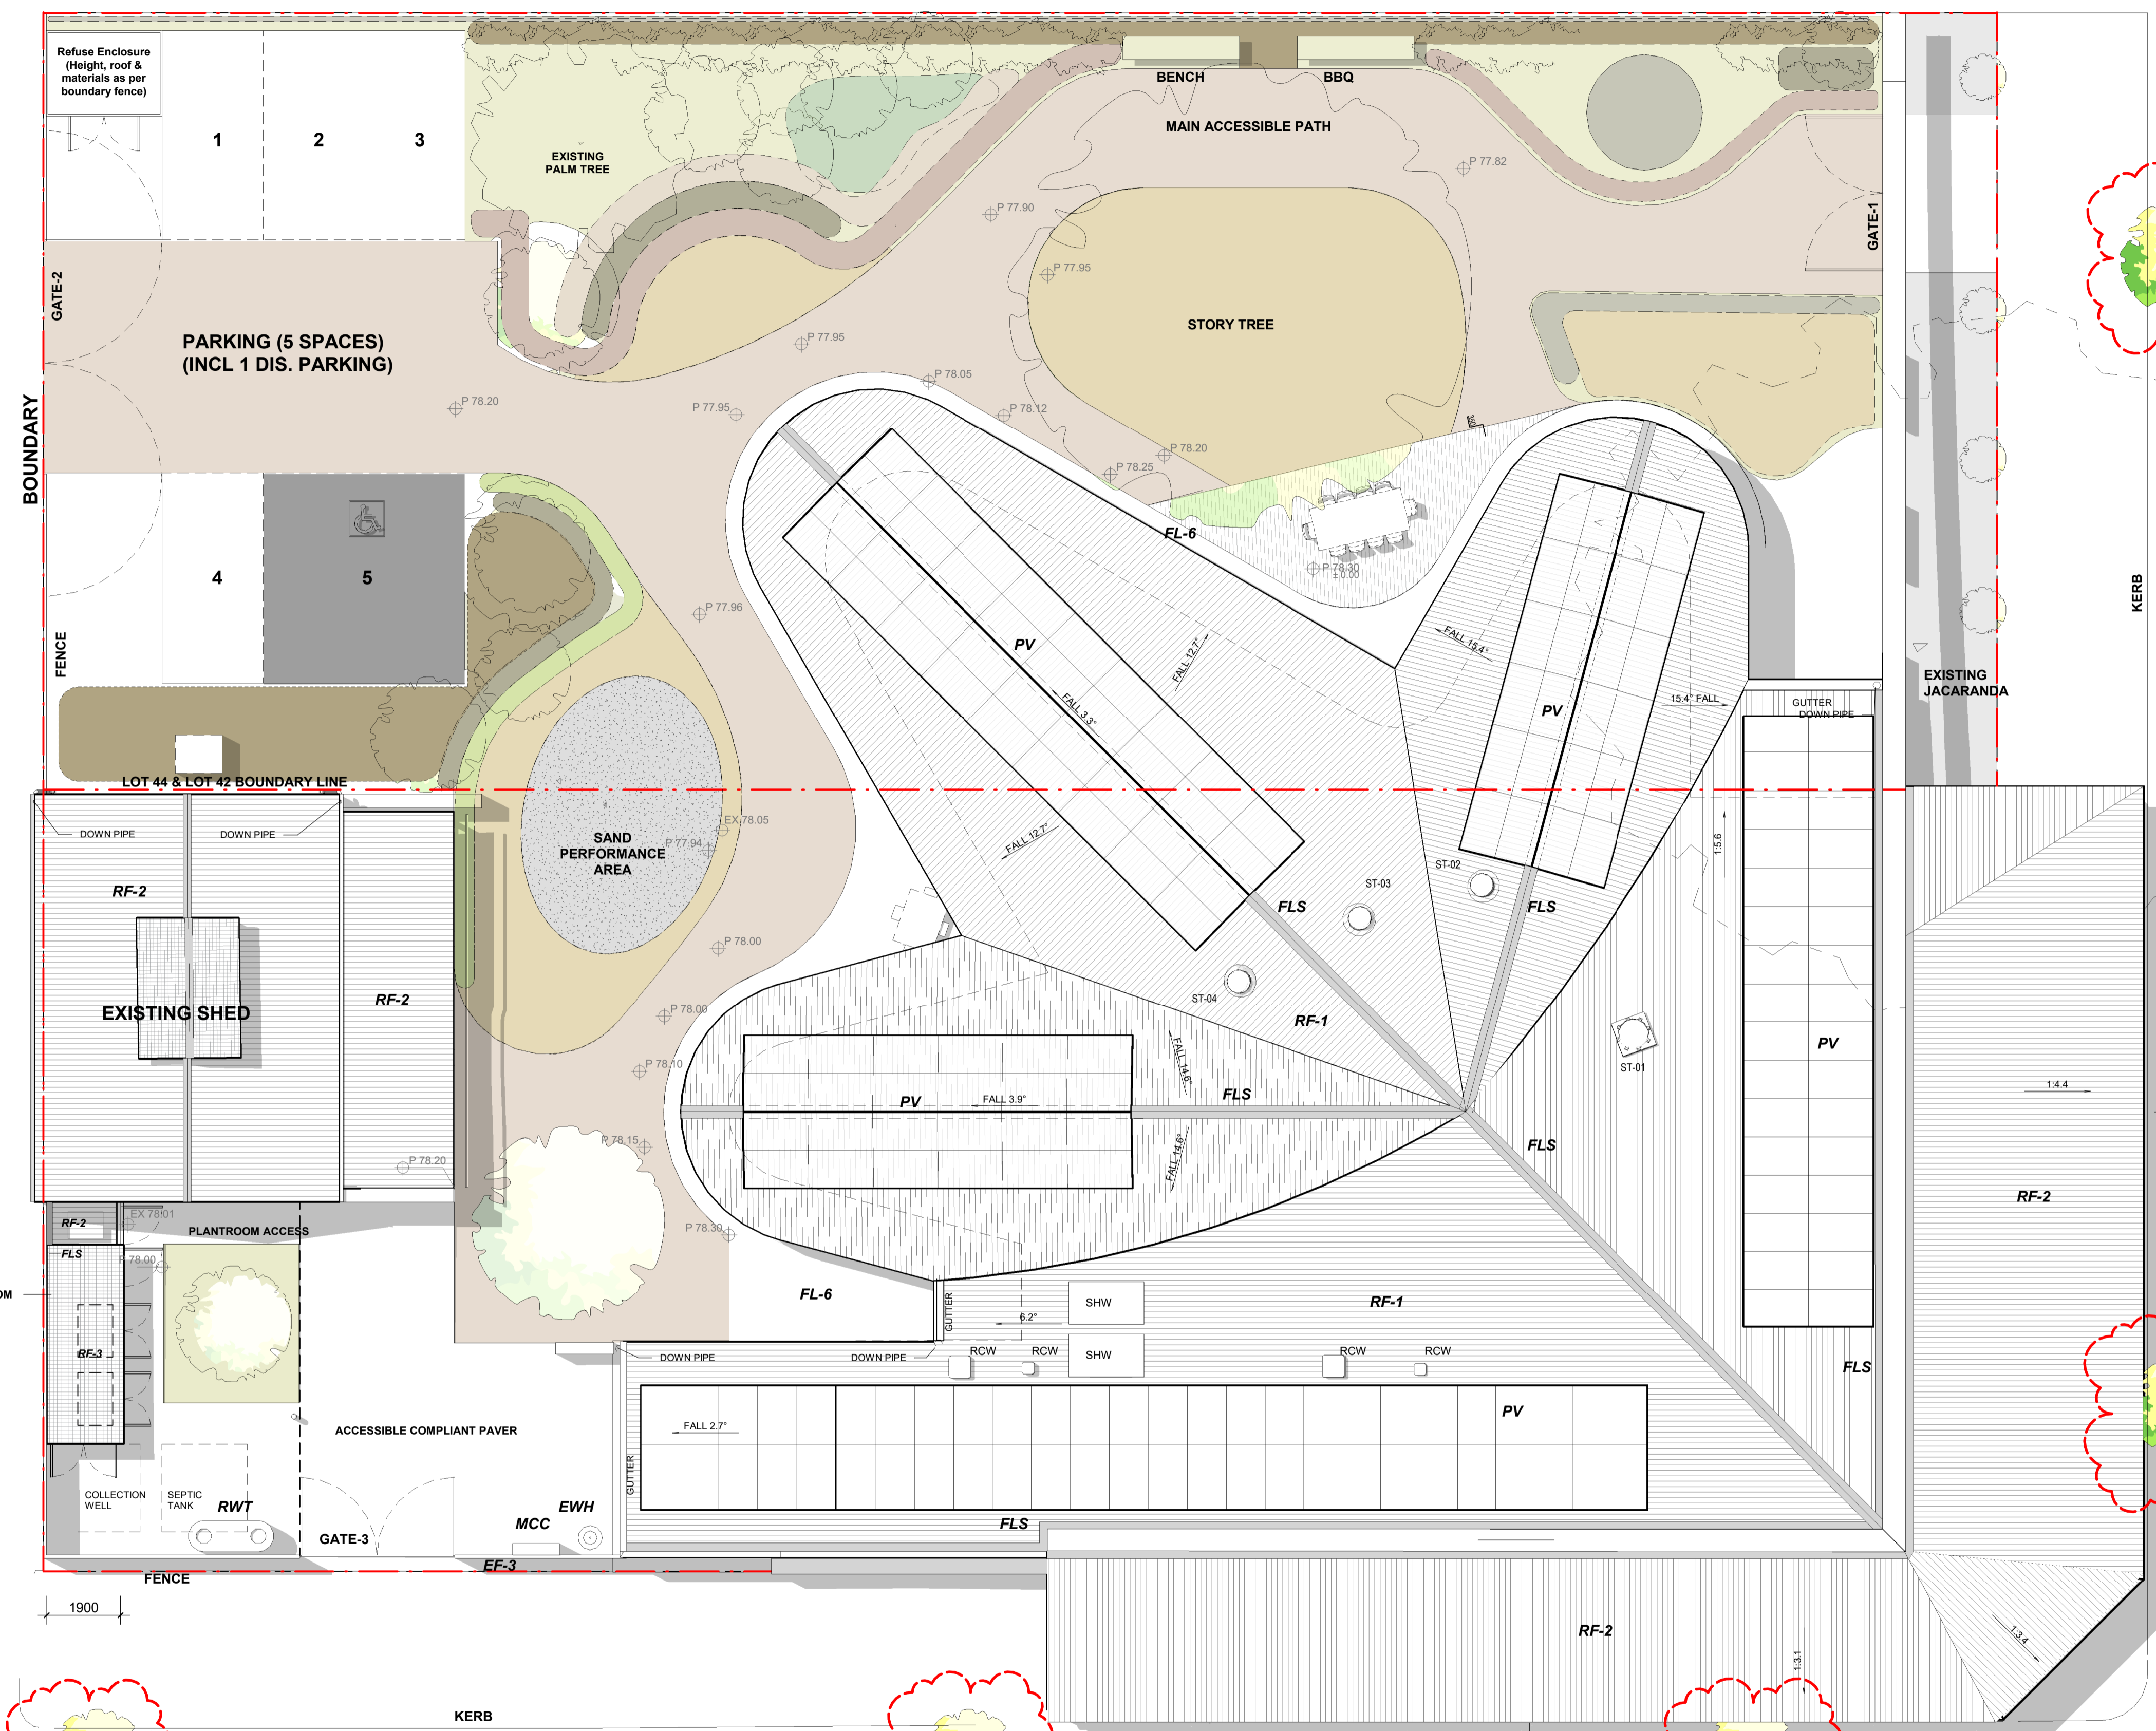 Refuse Enclosure
(Height, roof &
materials as per
boundary fence)
1
2
3
EXISTING
PALM TREE
BENCH
BBQ
MAIN ACCESSIBLE PATH
P 77.82
P 77.90
P 77.95
GATE-1
GATE-2
STORY TREE
PARKING (5 SPACES)
(INCL 1 DIS. PARKING)
P 77.95
P 78.05
P 78.20
P 77.95
P 78.12
BOUNDARY
P 78.20
P 78.25
FL-6
P 78.30
± 0.00
4
5
P 77.96
KERB
FENCE
PV
FALL 12.7°
FALL 15.4°
FALL 3.3°
PV
15.4° FALL
EXISTING
JACARANDA
GUTTER
DOWN PIPE
LOT 44 & LOT 42 BOUNDARY LINE
DOWN PIPE
DOWN PIPE
EX 78.05
P 77.94
SAND
PERFORMANCE
AREA
FALL 12.7°
1:5.6
ST-02
ST-03
RF-2
FLS
FLS
P 78.00
ST-04
RF-2
EXISTING SHED
P 78.00
RF-1
PV
ST-01
P 78.10
FALL 14.6°
FLS
PV
FALL 3.9°
1:4.4
P 78.15
FALL 14.6°
FLS
P 78.20
RF-2
RF-2
EX 78.01
PLANTROOM ACCESS
P 78.30
FLS
P 78.00
OM
FL-6
GUTTER
SHW
RF-1
6.2°
RF-3
DOWN PIPE
DOWN PIPE
RCW
RCW
SHW
RCW
RCW
FLS
FALL 2.7°
PV
ACCESSIBLE COMPLIANT PAVER
GUTTER
COLLECTION
WELL
SEPTIC
TANK
RWT
EWH
MCC
FLS
GATE-3
EF-3
FENCE
1900
RF-2
1:3.4
1:3.1
KERB